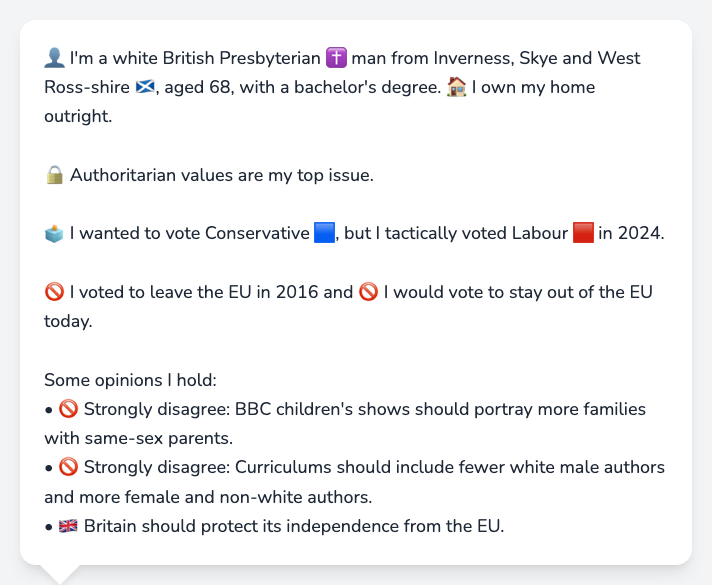 👤 I'm a white British Presbyterian ✝️ man from Inverness, Skye and West
Ross-shire 🏴󠁧󠁢󠁳󠁣󠁴󠁿, aged 68, with a bachelor's degree. 🏠 I own my home
outright.
🔒 Authoritarian values are my top issue.
🗳️ I wanted to vote Conservative 🟦, but I tactically voted Labour 🟥 in 2024.
🚫 I voted to leave the EU in 2016 and 🚫 I would vote to stay out of the EU
today.
Some opinions I hold:
• 🚫 Strongly disagree: BBC children's shows should portray more families
with same-sex parents.
• 🚫 Strongly disagree: Curriculums should include fewer white male authors
and more female and non-white authors.
• 🇬🇧 Britain should protect its independence from the EU.